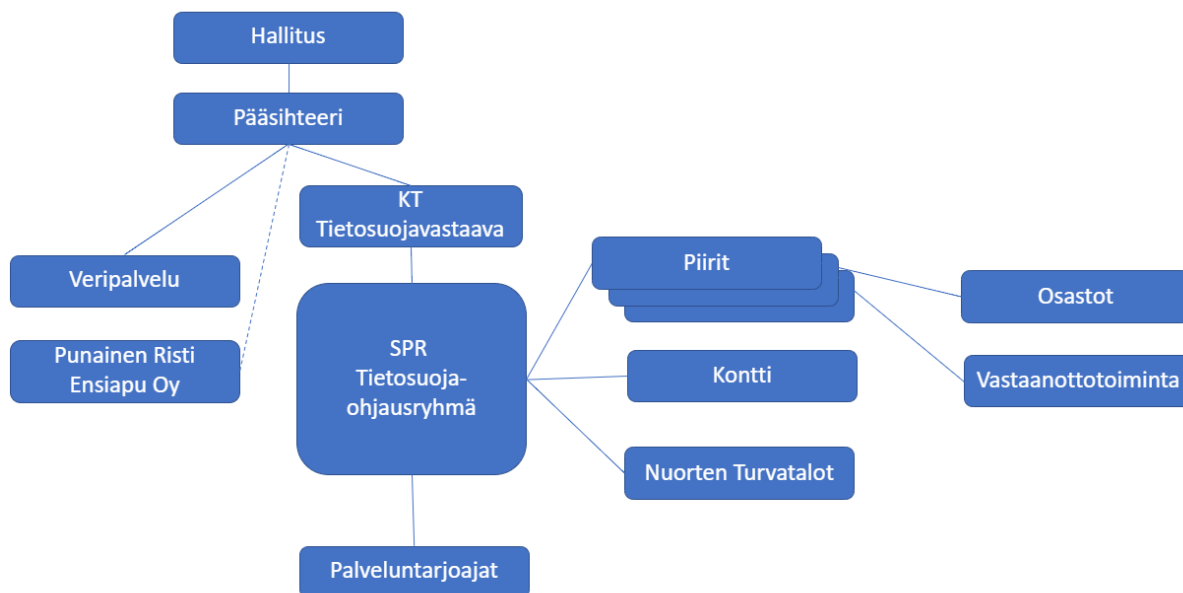 Hallitus
Pääsihteeri
KT
Tietosuojavastaava
Veripalvelu
Punainen Risti
Ensiapu Oy
SPR
Tietosuoja-
ohjausryhmä
Piirit
Osastot
Kontti
Vastaanottotoiminta
Nuorten Turvatalot
Palveluntarjoajat